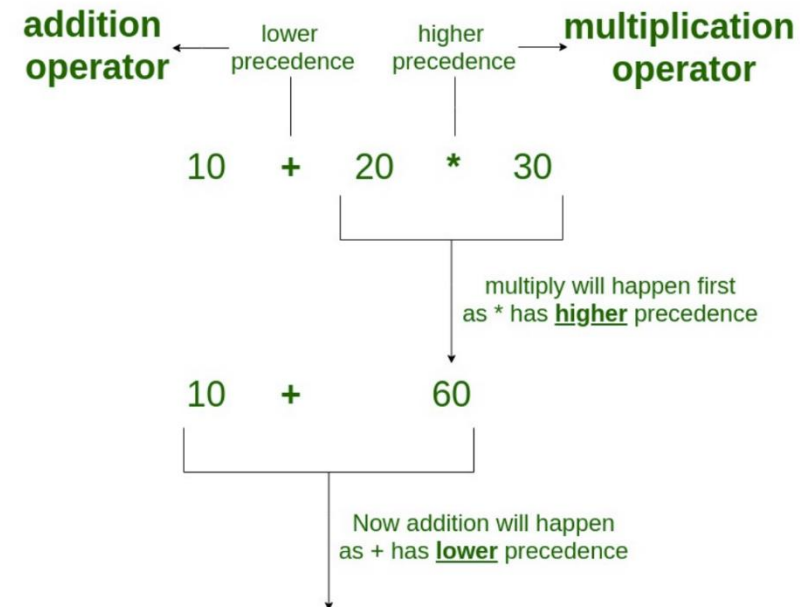 addition
operator
lower
precedence
higher
precedence
multiplication
operator
10 + 20 * 30
multiply will happen first
as * has higher precedence
10 + 60
Now addition will happen
as + has lower precedence